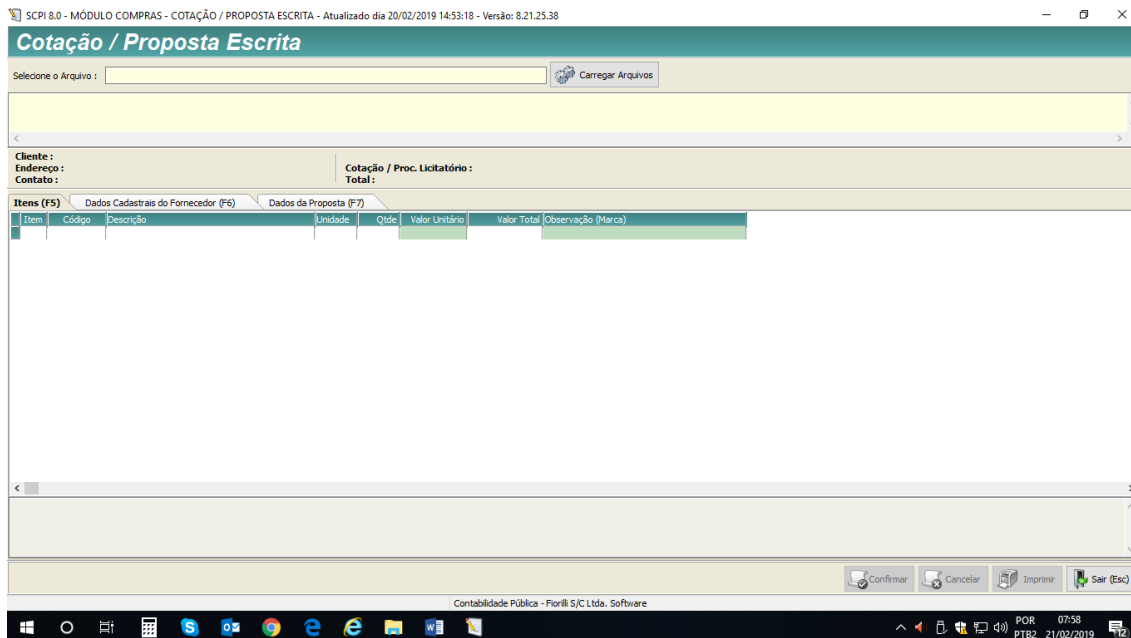 SCPI 8.0 - MÓDULO COMPRAS - COTAÇÃO / PROPOSTA ESCRITA - Atualizado dia 20/02/2019 14:53:18 - Versão: 8.21.25.38
Cotação / Proposta Escrita
Selecione o Arquivo :
Carregar Arquivos
Cliente :
Endereço : Cotação / Proc. Licitatório :
Contato : Total :
Itens (F5) Dados Cadastrais do Fornecedor (F6) Dados da Proposta (F7)
Item Código Descrição Unidade Qtde Valor Unitário Valor Total Observação (Marca)
Confirmar Cancelar Imprimir Sair (Esc)
Contabilidade Pública - Fiorilli S/C Ltda. Software
POR 07:58
PTB2 21/02/2019 12